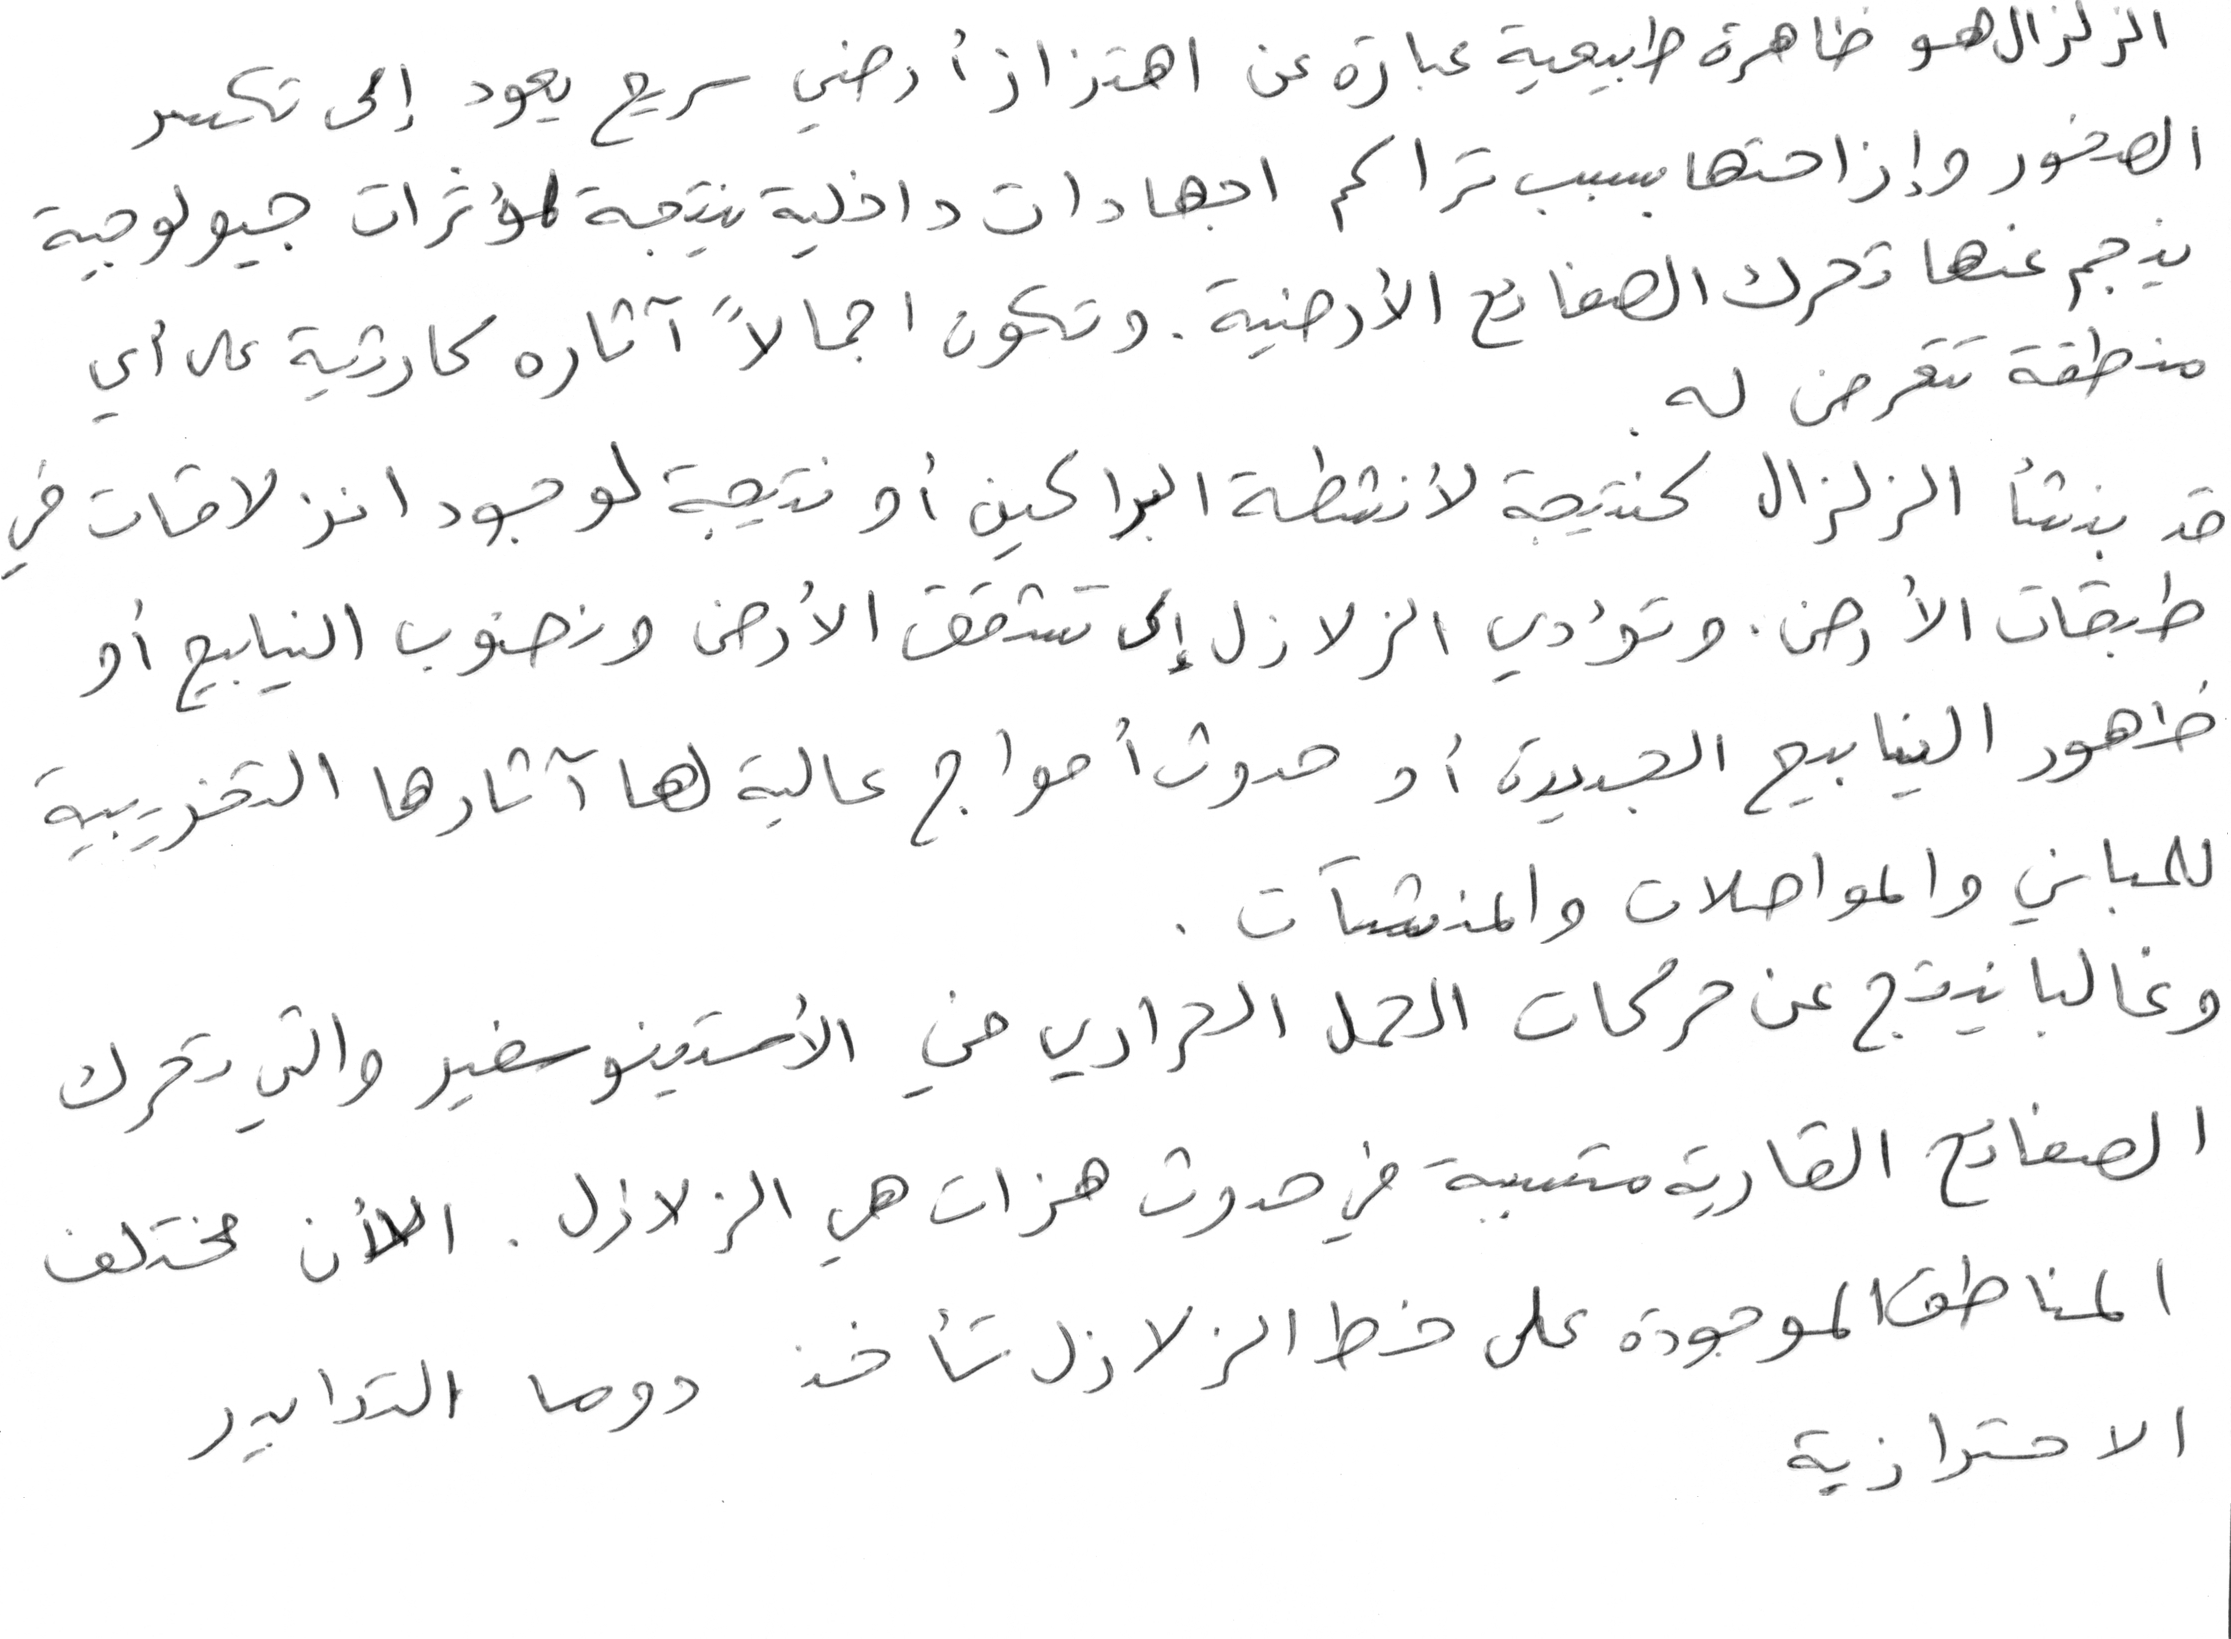 الزلزال هو ظاهرة طبيعية عبارة عن اهتزاز أرضي سريع يعود إلى تكسر
الصخور وإزاحتها بسبب تراكم اجهادات داخلية نتيجة لمؤثرات جيولوجية
ينجم عنها تحرك الصفائح الأرضية. وتكون اجمالاً آثاره كارثية على أي
منطقة تتعرض له.
قد ينشأ الزلزال كنتيجة لأنشطة البراكين أو نتيجة لوجود انزلاقات في
طبقات الأرض. وتؤدي الزلازل إلى تشقق الأرض ونضوب الينابيع أو
ظهور الينابيع الجديدة أو حدوث أمواج عالية لها آثارها التخريبية
للمباني والمواصلات والمنشآت.
وغالبا ينتج عن حركات الحمل الحراري في الأستينوسفير والتي تحرك
الصفائح القارية متسببة في حدوث هزات هي الزلازل. الأن مختلف
المناطق الموجودة على خط الزلازل تأخذ دوما التدابير
الاحترازية